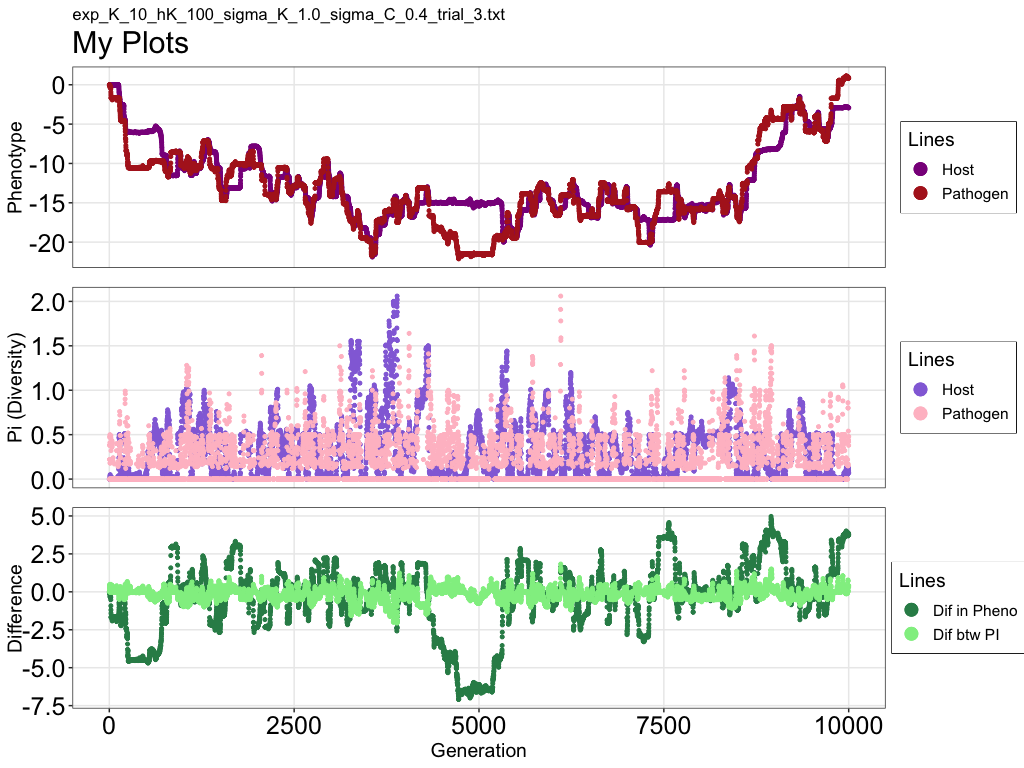 exp_K_10_hK_100_sigma_K_1.0_sigma_C_0.4_trial_3.txt
My Plots
Phenotype
0
-5
-10
-15
-20
Lines
Host
Pathogen
Pi (Diversity)
2.0
1.5
1.0
0.5
0.0
Lines
Host
Pathogen
Difference
5.0
2.5
0.0
-2.5
-5.0
-7.5
Lines
Dif in Pheno
Dif btw PI
0 2500 5000 7500 10000
Generation